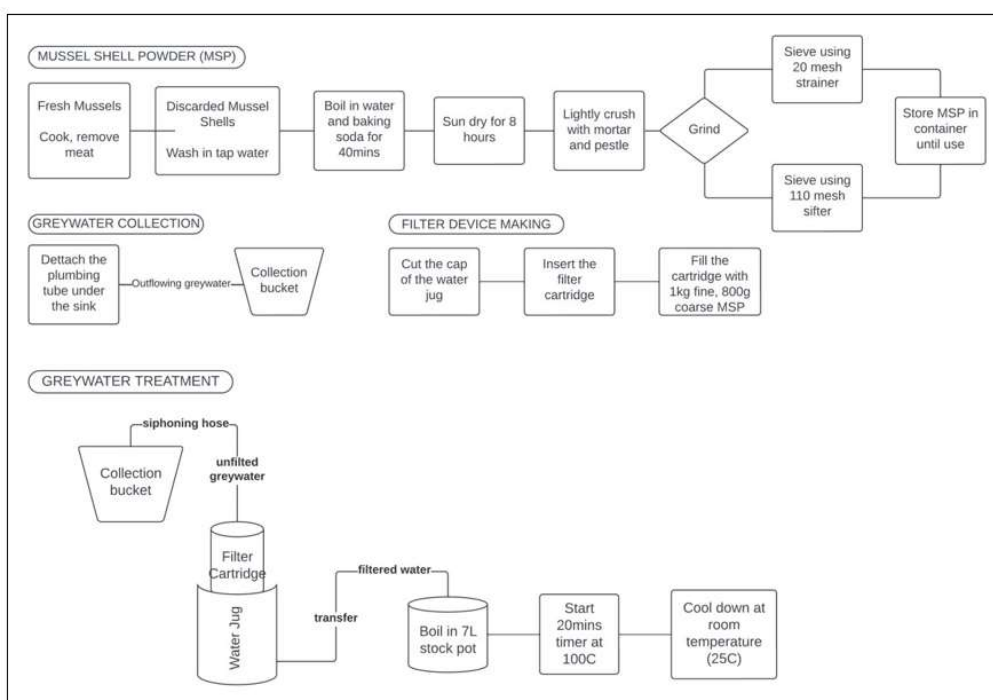 MUSSEL SHELL POWDER (MSP)
Fresh Mussels
Cook, remove
meat
Discarded Mussel
Shells
Wash in tap water
Boil in water
and baking
soda for
40mins
Sun dry for 8
hours
Lightly crush
with mortar
and pestle
Grind
Sieve using
20 mesh
strainer
Sieve using
110 mesh
sifter
Store MSP in
container
until use
GREYWATER COLLECTION
Dettach the
plumbing
tube under
the sink
Outflowing greywater
Collection
bucket
FILTER DEVICE MAKING
Cut the cap
of the water
jug
Insert the
filter
cartridge
Fill the
cartridge with
1kg fine, 800g
coarse MSP
GREYWATER TREATMENT
Collection
bucket
siphoning hose
unfilted
greywater
Filter
Cartridge
Water Jug
transfer
filtered water
Boil in 7L
stock pot
Start
20mins
timer at
100C
Cool down at
room
temperature
(25C)